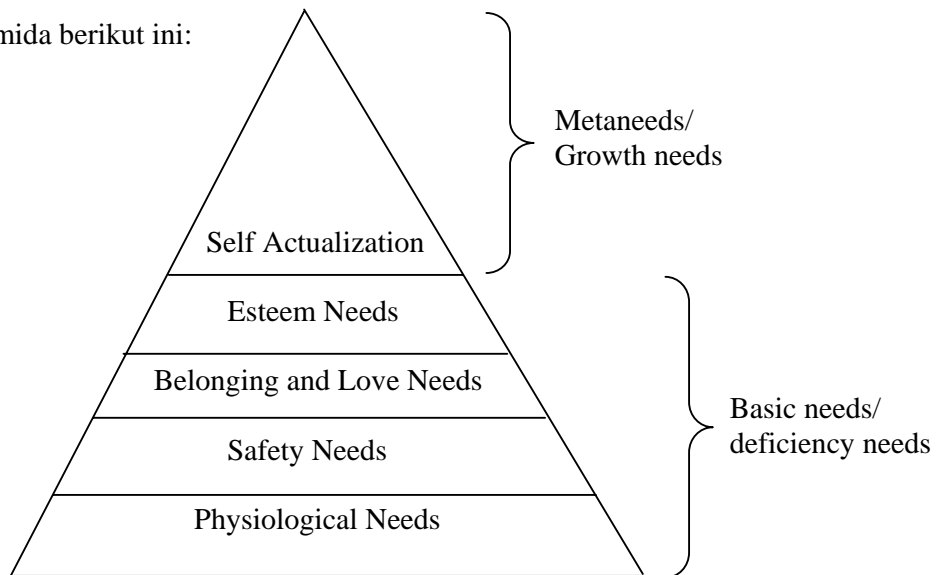 mida berikut ini:
Metaneeds/
Growth needs
Self Actualization
Esteem Needs
Belonging and Love Needs
Safety Needs
Physiological Needs
Basic needs/
deficiency needs